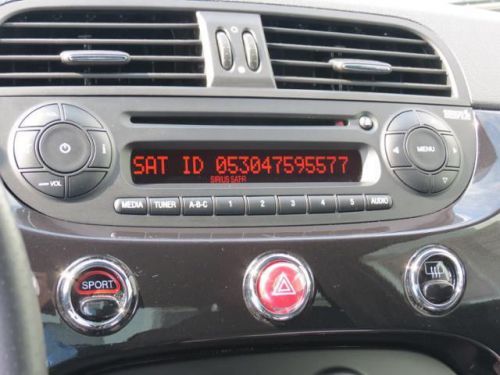 SAT ID 053047595577
SIRIUS SAT
VOL
MENU
MEDIA TUNER A-B-C 1 2 3 4 5 AUDIO
SPORT